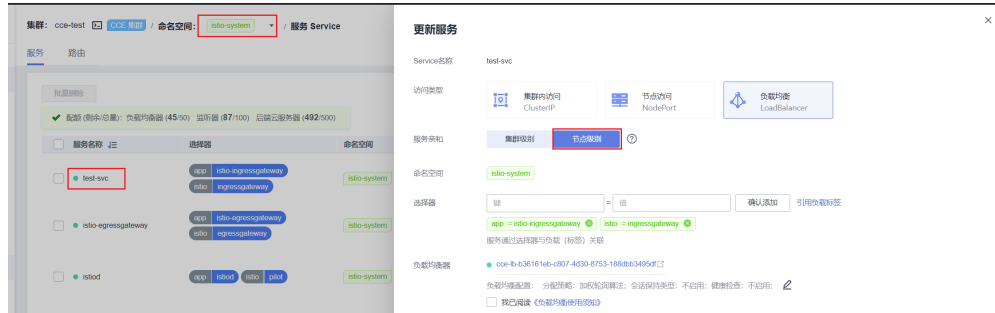 集群: cce-test CCE 集群 / 命名空间: istio-system / 服务 Service
服务 路由
批量删除
配额 (剩余/总量): 负载均衡器 (45/50) 监听器 (87/100) 后端云服务器 (492/500)
服务名称 选择器 命名空间
test-svc app istio-ingressgateway istio ingressgateway istio-system
istio-egressgateway app istio-egressgateway istio egressgateway istio-system
istiod app istiod istio pilot istio-system
更新服务
Service名称 test-svc
访问类型 集群内访问 ClusterIP 节点访问 NodePort 负载均衡 LoadBalancer
服务亲和 集群级别 节点级别
命名空间 istio-system
选择器 键 = 值 确认添加 引用负载标签
app = istio-ingressgateway istio = ingressgateway
服务通过选择器与负载 (标签) 关联
负载均衡器 cce-lb-b36161eb-c807-4d30-8753-188dbb3495df
负载均衡配置: 分配策略: 加权轮询算法; 会话保持类型: 不启用; 健康检查: 不启用;
我已阅读《负载均衡使用须知》